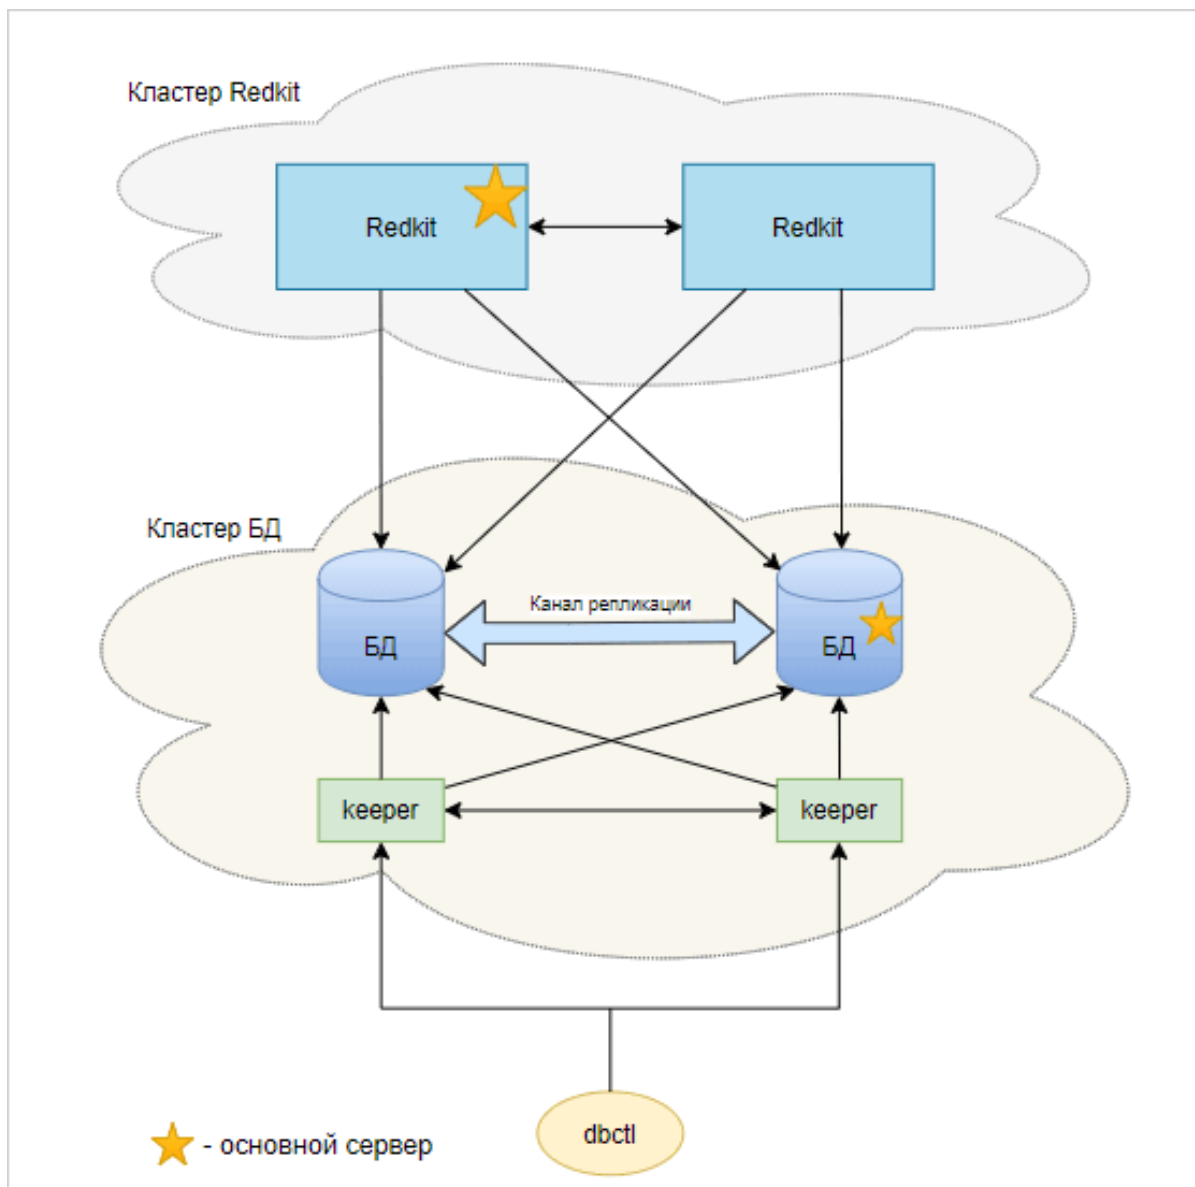 Кластер Redkit
Redkit
Redkit
Кластер БД
Канал репликации
БД
БД
keeper
keeper
dbctl
- основной сервер